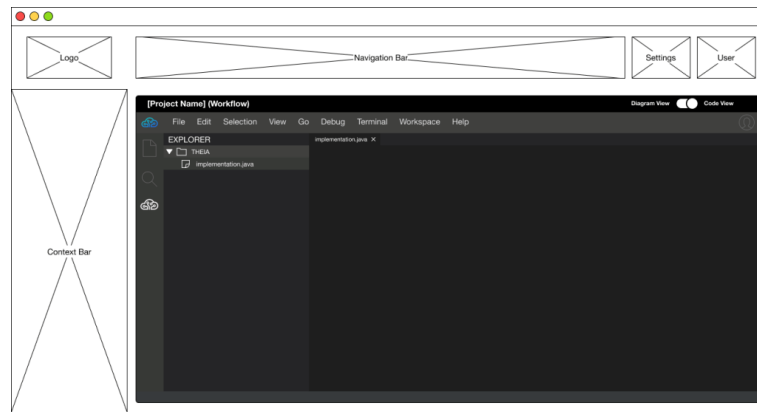 Logo
Navigation Bar
Settings
User
Context Bar
[Project Name] (Workflow)
Diagram View
Code View
File Edit Selection View Go Debug Terminal Workspace Help
EXPLORER
implementation.java ×
THEIA
implementation.java